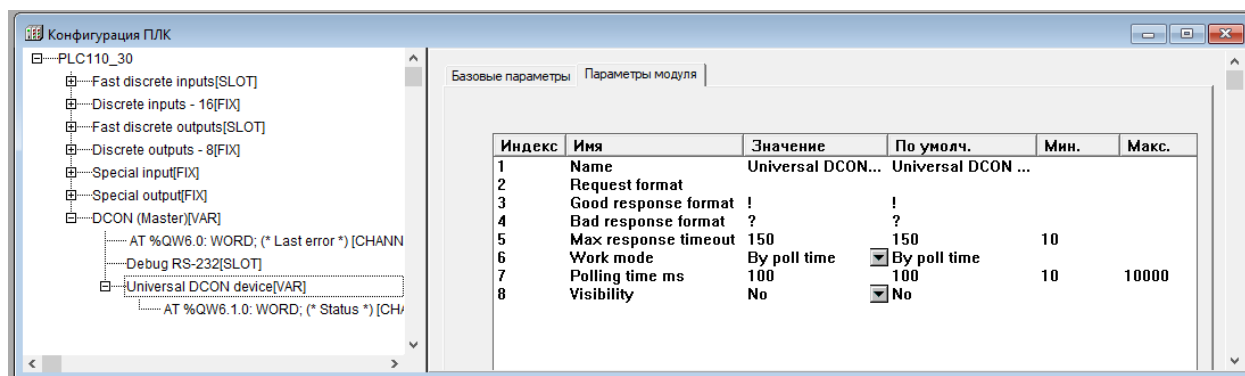 Конфигурация ПЛК
PLC110_30
Fast discrete inputs[SLOT]
Discrete inputs - 16[FIX]
Fast discrete outputs[SLOT]
Discrete outputs - 8[FIX]
Special input[FIX]
Special output[FIX]
DCON (Master)[VAR]
AT %QW6.0: WORD; (* Last error *) [CHANN
Debug RS-232[SLOT]
Universal DCON device[VAR]
AT %QW6.1.0: WORD; (* Status *) [CH
Базовые параметры Параметры модуля
Индекс Имя Значение По умолч. Мин. Макс.
1 Name Universal DCON... Universal DCON ...
2 Request format
3 Good response format ! !
4 Bad response format ? ?
5 Max response timeout 150 150 10
6 Work mode By poll time By poll time
7 Polling time ms 100 100 10 10000
8 Visibility No No